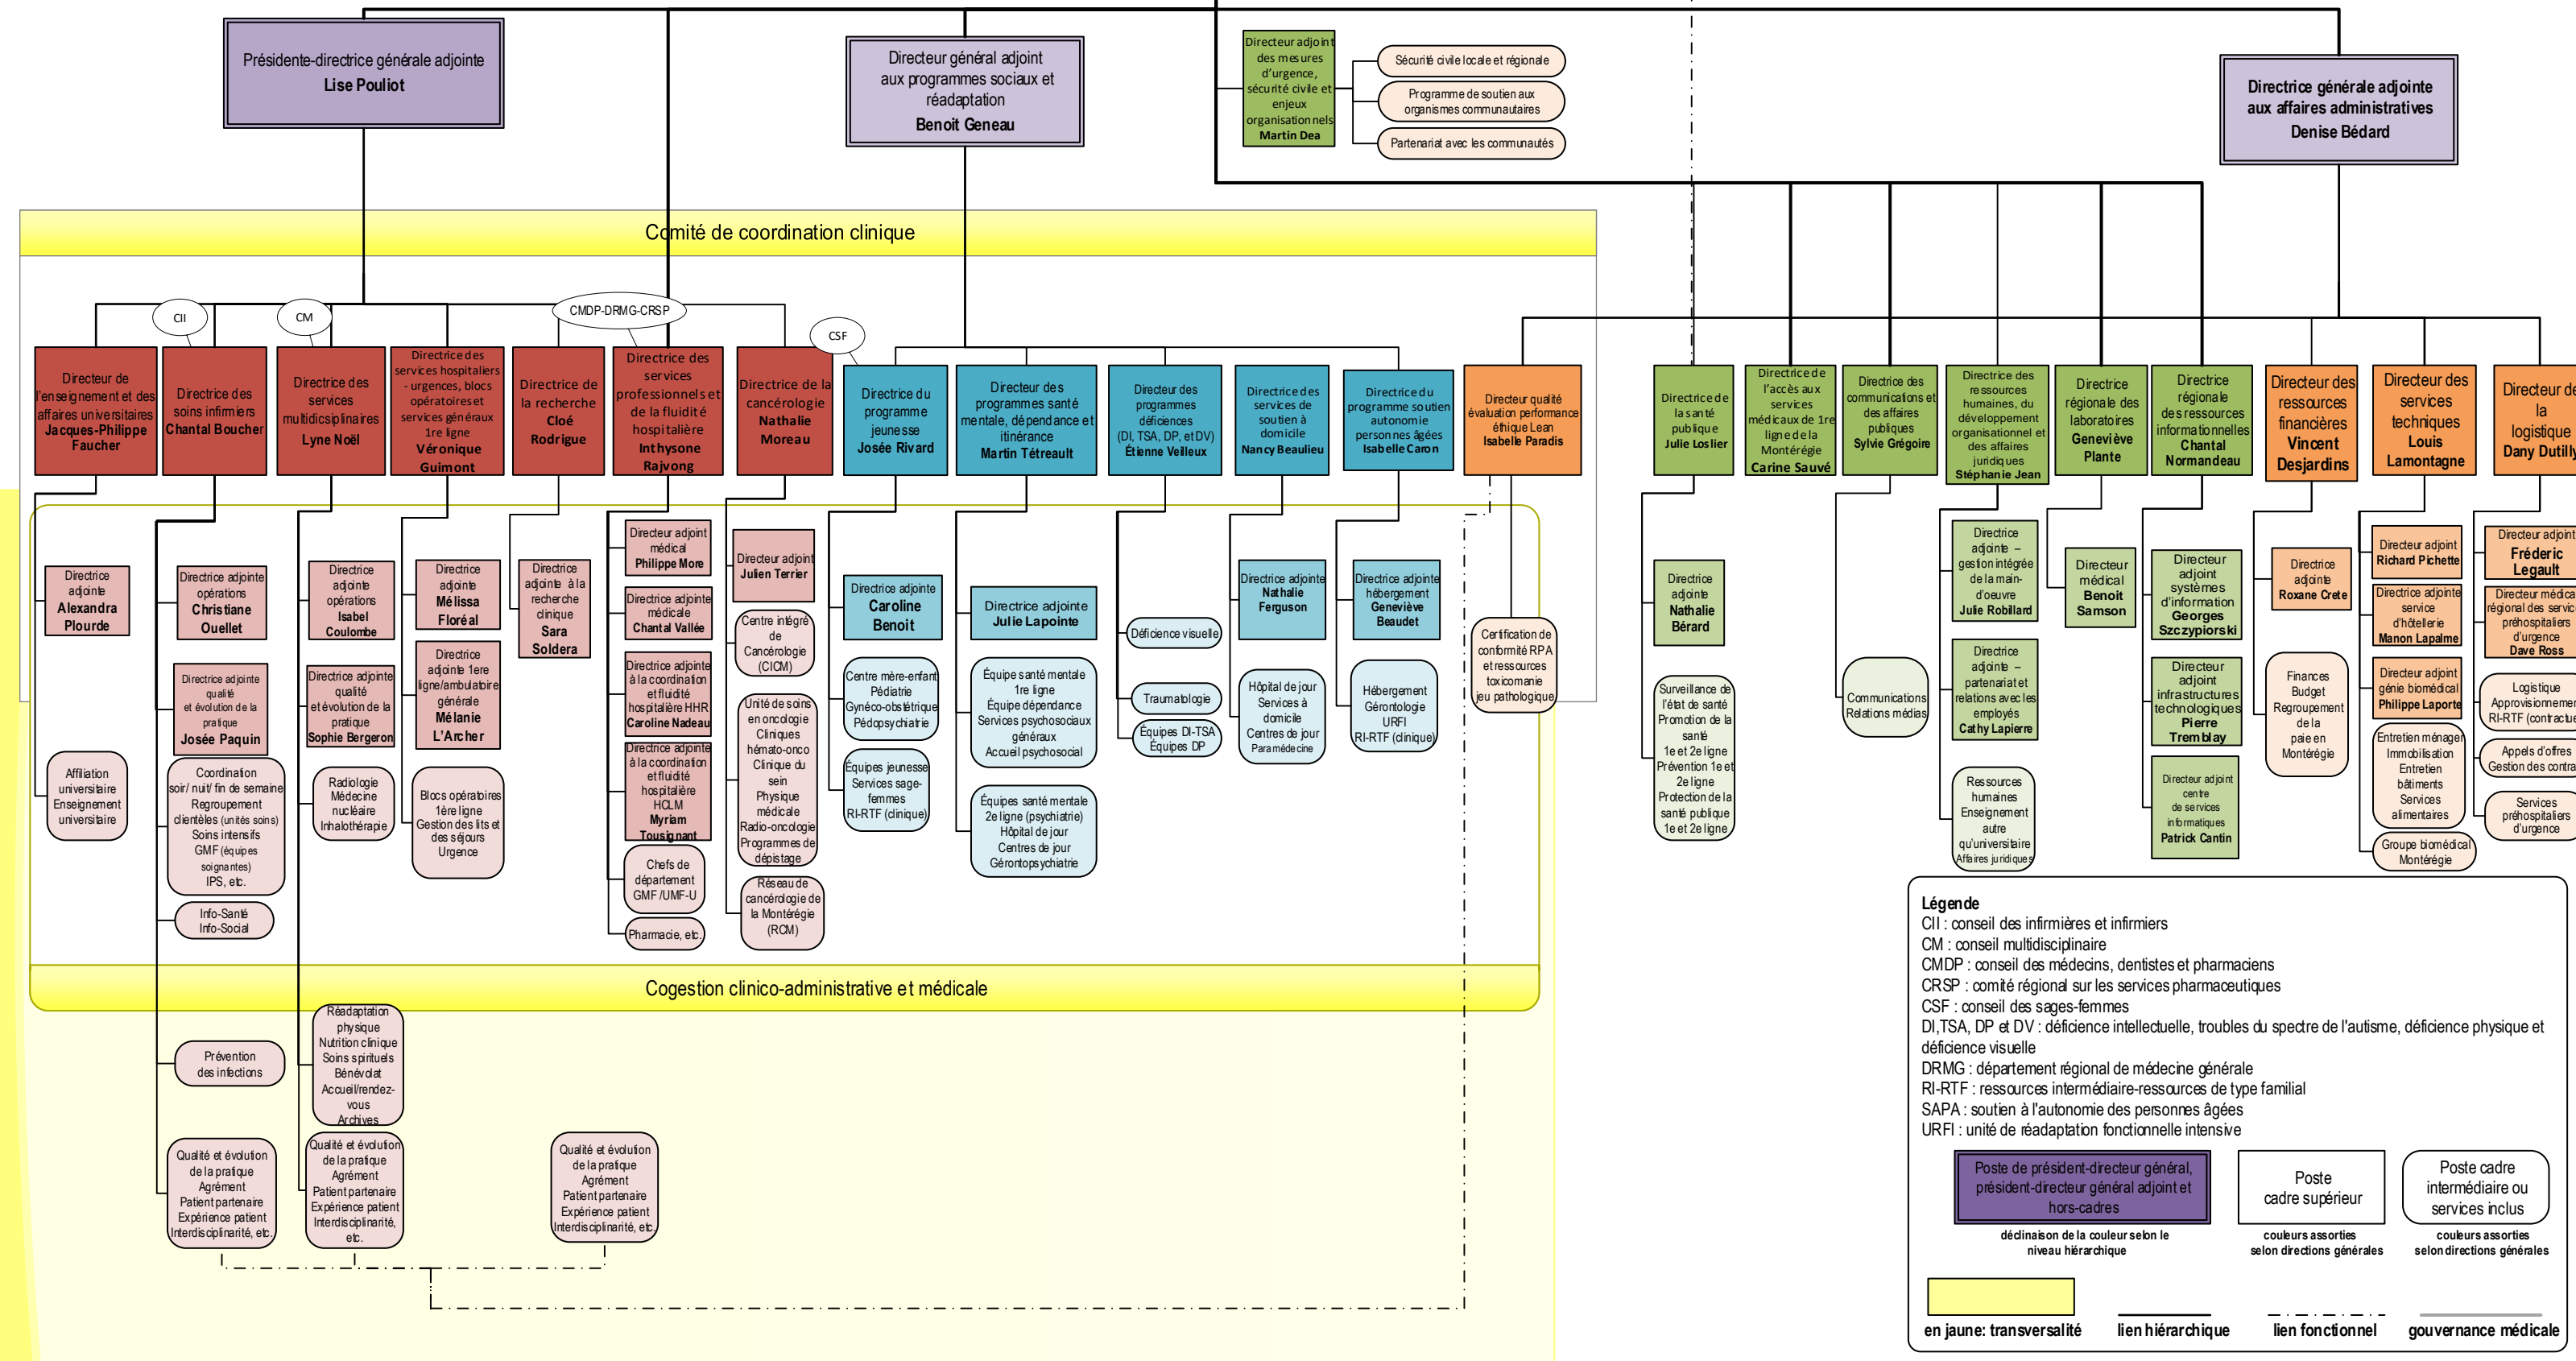 Présidente-directrice générale adjointe
Lise Pouliot
Directeur général adjoint
aux programmes sociaux et
réadaptation
Benoit Geneau
Directeur adjoint
des mesures
d'urgence,
sécurité civile et
enjeux
organisationnels
Martin Dea
Sécurité civile locale et régionale
Programme de soutien aux
organismes communautaires
Partenariat avec les communautés
Directrice générale adjointe
aux affaires administratives
Denise Bédard
Comité de coordination clinique
CII
CM
CMDP-DRMG-CRSP
CSF
Directeur de
l'enseignement et des
affaires universitaires
Jacques-Philippe
Faucher
Directrice des
soins infirmiers
Chantal Boucher
Directrice des
services
multidicsiplinaires
Lyne Noël
Directrice des
services hospitaliers
- urgences, blocs
opératoires et
services généraux
1re ligne
Véronique
Guimont
Directrice de
la recherche
Cloé
Rodrigue
Directrice des
services
professionnels et
de la fluidité
hospitalière
Inthysone
Rajvong
Directrice de la
cancérologie
Nathalie
Moreau
Directrice du
programme
jeunesse
Josée Rivard
Directeur des
programmes santé
mentale, dépendance et
itinérance
Martin Tétreault
Directeur des
programmes
déficiences
(DI, TSA, DP, et DV)
Étienne Veilleux
Directrice des
services de
soutien à
domicile
Nancy Beaulieu
Directrice du
programme soutien
autonomie
personnes âgées
Isabelle Caron
Directeur qualité
évaluation performance
éthique Lean
Isabelle Paradis
Directrice de
la santé
publique
Julie Loslier
Directrice de
l'accès aux
services
médicaux de 1re
ligne de la
Montérégie
Carine Sauvé
Directrice des
communications et
des affaires
publiques
Sylvie Grégoire
Directrice des
ressources
humaines, du
développement
organisationnel et
des affaires
juridiques
Stéphanie Jean
Directrice
régionale des
laboratoires
Geneviève
Plante
Directrice
régionale
des ressources
informationnelles
Chantal
Normandeau
Directeur des
ressources
financières
Vincent
Desjardins
Directeur des
services
techniques
Louis
Lamontagne
Directeur de
la
logistique
Dany Dutilly
Directrice
adjointe
Alexandra
Plourde
Affiliation
universitaire
Enseignement
universitaire
Directrice adjointe
opérations
Christiane
Ouellet
Directrice adjointe
qualité
et évolution de la
pratique
Josée Paquin
Coordination
soir/ nuit/ fin de semaine
Regroupement
clientèles (unités soins)
Soins intensifs
GMF (équipes
soignantes)
IPS, etc.
Info-Santé
Info-Social
Directrice
adjointe
opérations
Isabel
Coulombe
Directrice adjointe
qualité
et évolution de la
pratique
Sophie Bergeron
Radiologie
Médecine
nucléaire
Inhalothérapie
Directrice
adjointe
Mélissa
Floréal
Directrice
adjointe 1ere
ligne/ambulatoire
générale
Mélanie
L'Archer
Blocs opératoires
1ère ligne
Gestion des lits et
des séjours
Urgence
Directrice
adjointe à la
recherche
clinique
Sara
Soldera
Directeur adjoint
médical
Philippe More
Directrice adjointe
médicale
Chantal Vallée
Directrice adjointe
à la coordination
et fluidité
hospitalière HHR
Caroline Nadeau
Directrice adjointe
à la coordination
et fluidité
hospitalière
HCLM
Myriam
Tousignant
Chefs de
département
GMF /UMF-U
Pharmacie, etc.
Directeur adjoint
Julien Terrier
Centre intégré
de
Cancérologie
(CICM)
Unité de soins
en oncologie
Cliniques
hémato-onco
Clinique du
sein
Physique
médicale
Radio-oncologie
Programmes de
dépistage
Réseau de
cancérologie de
la Montérégie
(RCM)
Directrice adjointe
Caroline
Benoit
Centre mère-enfant
Pédiatrie
Gynéco-obstétrique
Pédopsychiatrie
Équipes jeunesse
Services sage-
femmes
RI-RTF (clinique)
Directrice adjointe
Julie Lapointe
Équipe santé mentale
1re ligne
Équipe dépendance
Services psychosociaux
généraux
Accueil psychosocial
Équipes santé mentale
2e ligne (psychiatrie)
Hôpital de jour
Centres de jour
Gérontopsychiatrie
Déficience visuelle
Traumatologie
Équipes DI-TSA
Équipes DP
Directrice adjointe
Nathalie
Ferguson
Hôpital de jour
Services à
domicile
Centres de jour
Paramédecine
Directrice adjointe
hébergement
Geneviève
Beaudet
Hébergement
Gérontologie
URFI
RI-RTF (clinique)
Certification de
conformité RPA
et ressources
toxicomanie
jeu pathologique
Directrice
adjointe
Nathalie
Bérard
Surveillance de
l'état de santé
Promotion de la
santé
1e et 2e ligne
Prévention 1e et
2e ligne
Protection de la
santé publique
1e et 2e ligne
Communications
Relations médias
Directrice
adjointe –
gestion intégrée
de la main-
d'oeuvre
Julie Robillard
Directrice
adjointe –
partenariat et
relations avec les
employés
Cathy Lapierre
Ressources
humaines
Enseignement
autre
qu'universitaire
Affaires juridiques
Directeur
médical
Benoit
Samson
Directeur
adjoint
systèmes
d'information
Georges
Szczypiorski
Directeur
adjoint
infrastructures
technologiques
Pierre
Tremblay
Directeur adjoint
centre
de services
informatiques
Patrick Cantin
Directrice
adjointe
Roxane Crete
Finances
Budget
Regroupement
de la
paie en
Montérégie
Directeur adjoint
Richard Pichette
Directrice adjointe
service
d'hôtellerie
Manon Lapalme
Directeur adjoint
génie biomédical
Philippe Laporte
Entretien ménager
Immobilisation
Entretien
bâtiments
Services
alimentaires
Groupe biomédical
Montérégie
Directeur adjoint
Fréderic
Legault
Directeur médica
régional des service
préhospitaliers
d'urgence
Dave Ross
Logistique
Approvisionnemen
RI-RTF (contractue
Appels d'offres
Gestion des contra
Services
préhospitaliers
d'urgence
Cogestion clinico-administrative et médicale
Prévention
des infections
Qualité et évolution
de la pratique
Agrément
Patient partenaire
Expérience patient
Interdisciplinarité, etc.
Réadaptation
physique
Nutrition clinique
Soins spirituels
Bénévolat
Accueil/rendez-
vous
Archives
Qualité et évolution
de la pratique
Agrément
Patient partenaire
Expérience patient
Interdisciplinarité,
etc.
Qualité et évolution
de la pratique
Agrément
Patient partenaire
Expérience patient
Interdisciplinarité, etc.
Légende
CII : conseil des infirmières et infirmiers
CM : conseil multidisciplinaire
CMDP : conseil des médecins, dentistes et pharmaciens
CRSP : comité régional sur les services pharmaceutiques
CSF : conseil des sages-femmes
DI,TSA, DP et DV : déficience intellectuelle, troubles du spectre de l'autisme, déficience physique et
déficience visuelle
DRMG : département régional de médecine générale
RI-RTF : ressources intermédiaire-ressources de type familial
SAPA : soutien à l'autonomie des personnes âgées
URFI : unité de réadaptation fonctionnelle intensive
Poste de président-directeur général,
président-directeur général adjoint et
hors-cadres
déclinaison de la couleur selon le
niveau hiérarchique
Poste
cadre supérieur
couleurs assorties
selon directions générales
Poste cadre
intermédiaire ou
services inclus
couleurs assorties
selon directions générales
en jaune: transversalité
lien hiérarchique
lien fonctionnel
gouvernance médicale